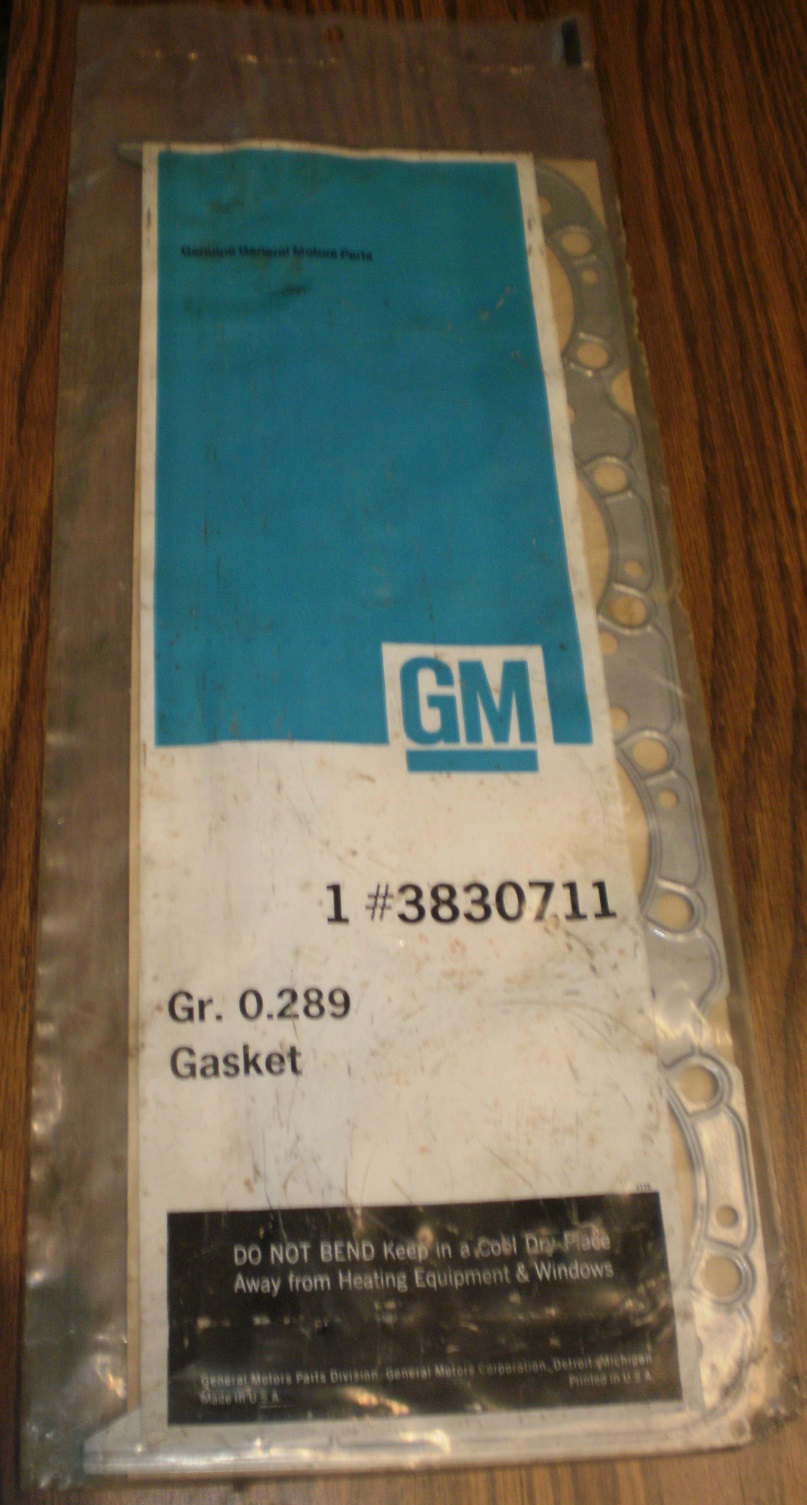 Genuine General Motors Parts
GM
1 #3830711
Gr. 0.289
Gasket
DO NOT BEND Keep in a Cool Dry Place
Away from Heating Equipment & Windows
General Motors Parts Division, General Motors Corporation, Detroit, Michigan
Made in U S A
Printed in U S A